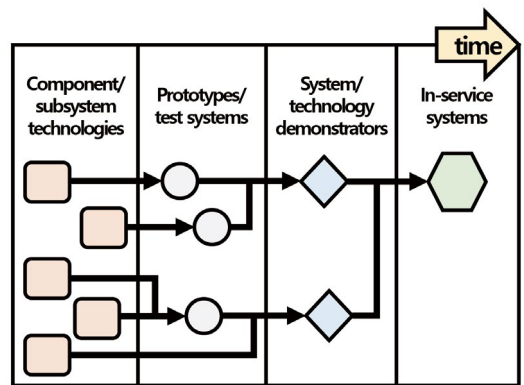 time
Component/
subsystem
technologies
Prototypes/
test systems
System/
technology
demonstrators
In-service
systems